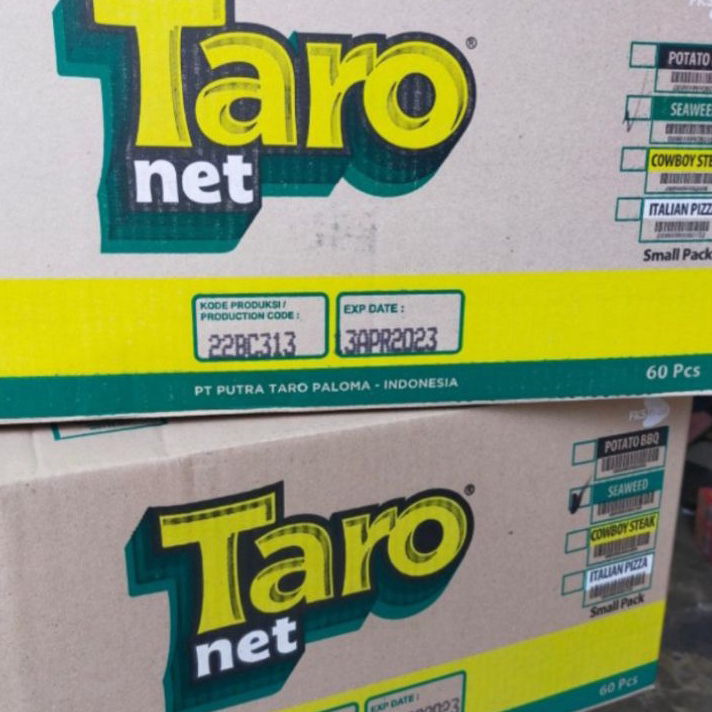 Taro ®
net
POTATO
SEAWEE
COWBOY STE
ITALIAN PIZZ
Small Pack
KODE PRODUKSI /
PRODUCTION CODE :
22BC313
EXP DATE :
3APR2023
PT PUTRA TARO PALOMA - INDONESIA
60 Pcs
Taro ®
net
POTATO BBQ
SEAWEED
COWBOY STEAK
ITALIAN PIZZA
Small Pack
EXP DATE :
60 Pcs